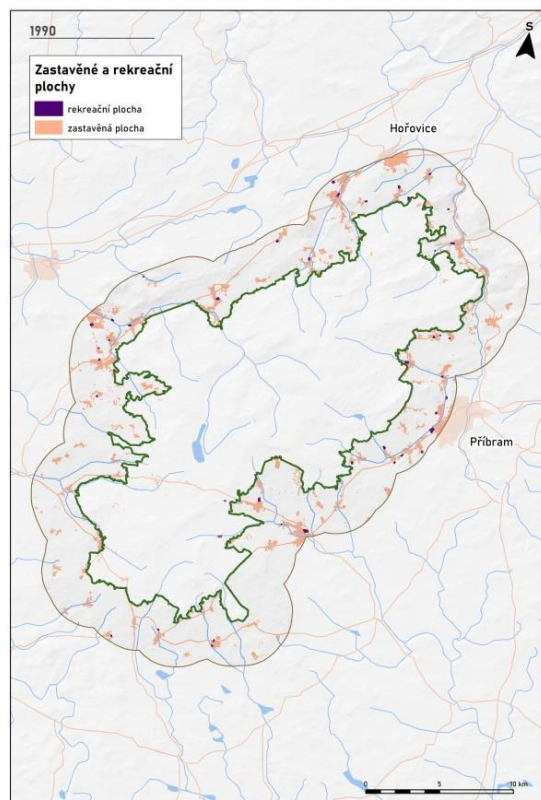 1990
S
Zastavěné a rekreační
plochy
rekreační plocha
zastavěná plocha
Hořovice
Příbram
0 5 10 km